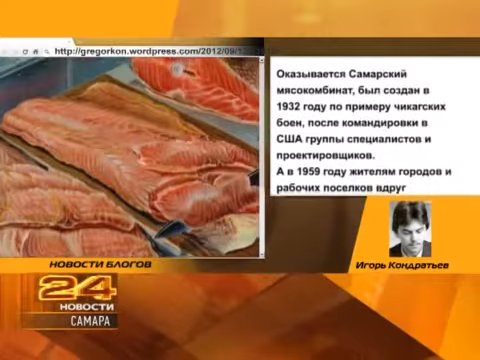 http://gregorkon.wordpress.com/2012/09/
Оказывается Самарский
мясокомбинат, был создан в
1932 году по примеру чикагских
боен, после командировки в
США группы специалистов и
проектировщиков.
А в 1959 году жителям городов и
рабочих поселков вдруг
НОВОСТИ БЛОГОВ
Игорь Кондратьев
24
НОВОСТИ
САМАРА